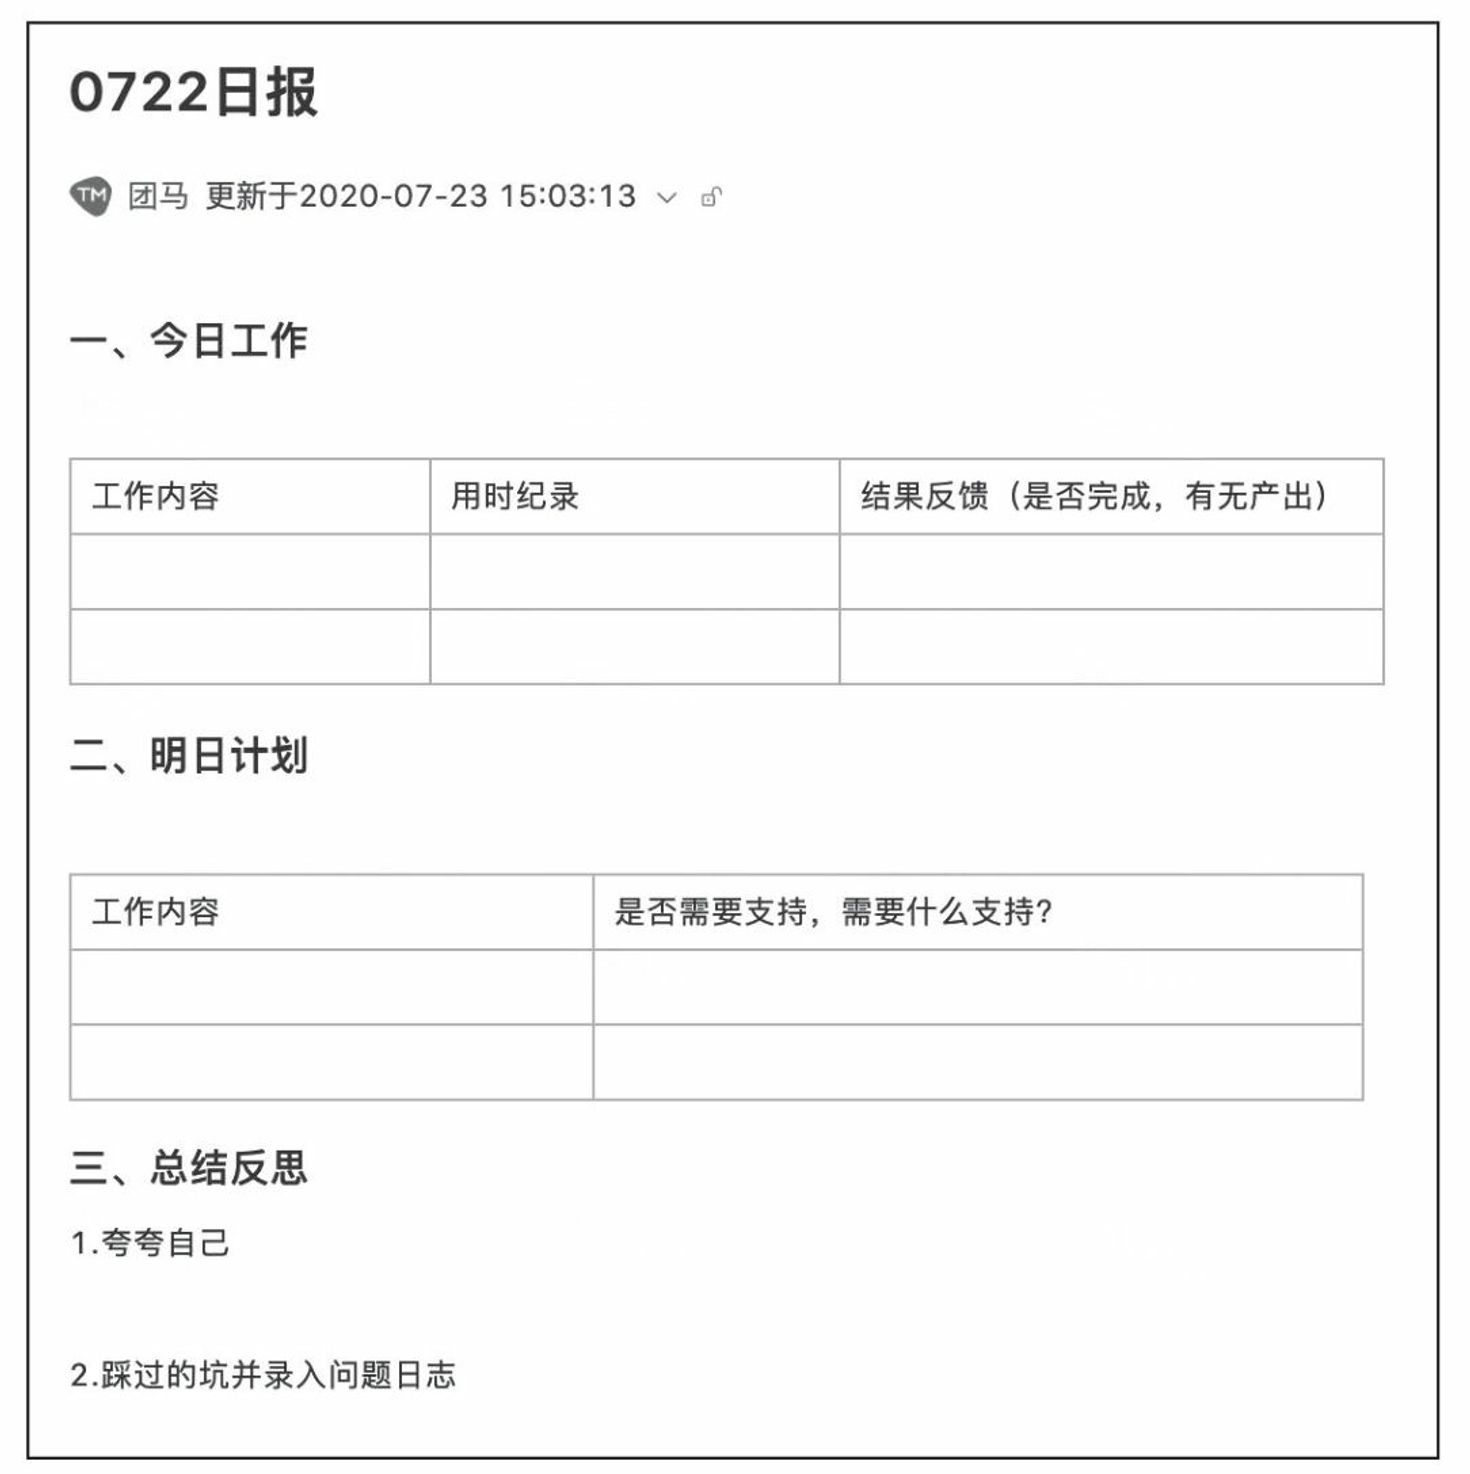 0722日报
TM 团马 更新于2020-07-23 15:03:13
一、今日工作
工作内容 用时纪录 结果反馈（是否完成，有无产出）
二、明日计划
工作内容 是否需要支持，需要什么支持?
三、总结反思
1.夸夸自己
2.踩过的坑并录入问题日志